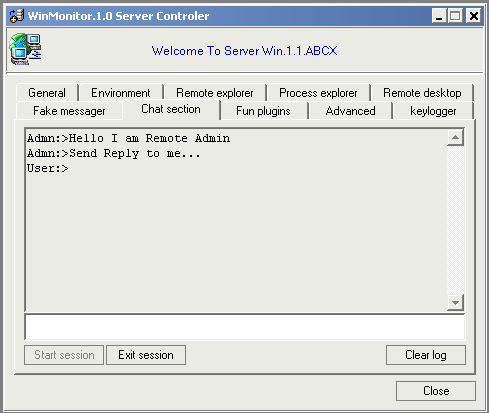 WinMonitor.1.0 Server Controler
Welcome To Server Win.1.1.ABCX
General Environment Remote explorer Process explorer Remote desktop
Fake messager Chat section Fun plugins Advanced keylogger
Admn:>Hello I am Remote Admin
Admn:>Send Reply to me...
User:>
Start session Exit session Clear log
Close